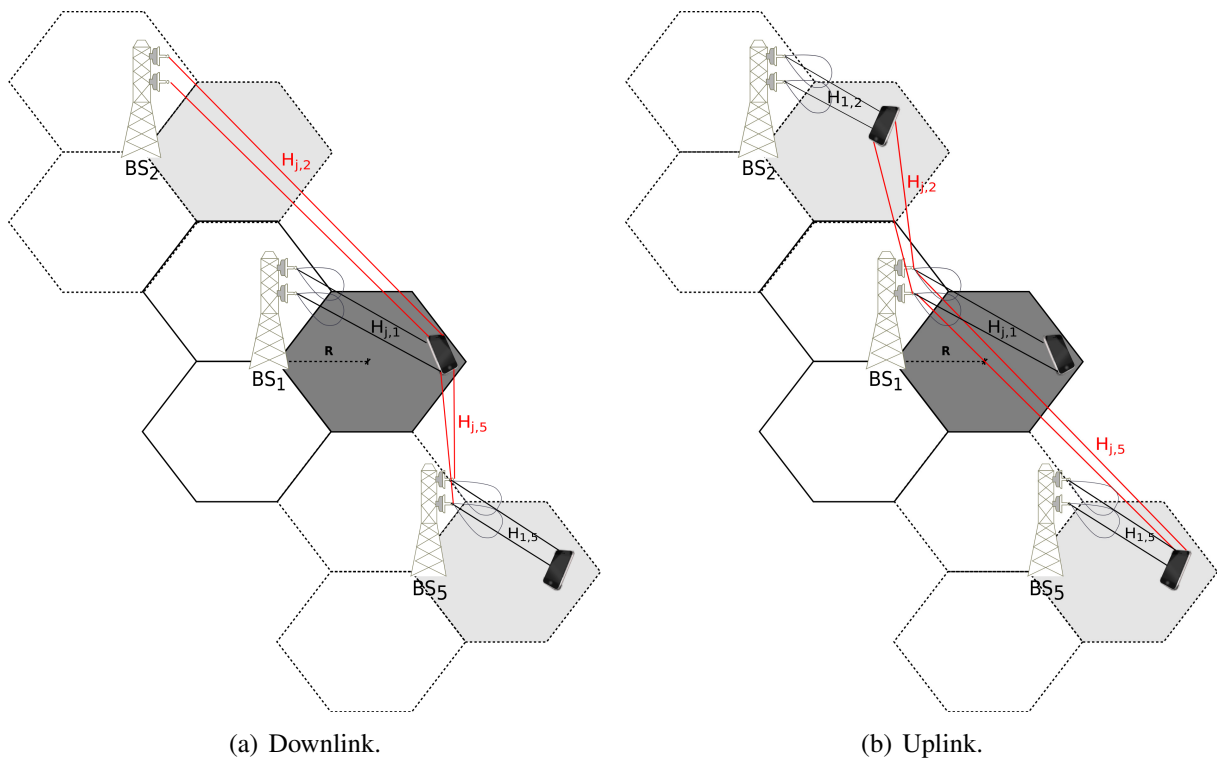 BS2
Hj,2
Hj,1
R
BS1
Hj,5
H1,5
BS5
(a) Downlink.
H1,2
BS2
Hj,2
Hj,1
R
BS1
Hj,5
H1,5
BS5
(b) Uplink.